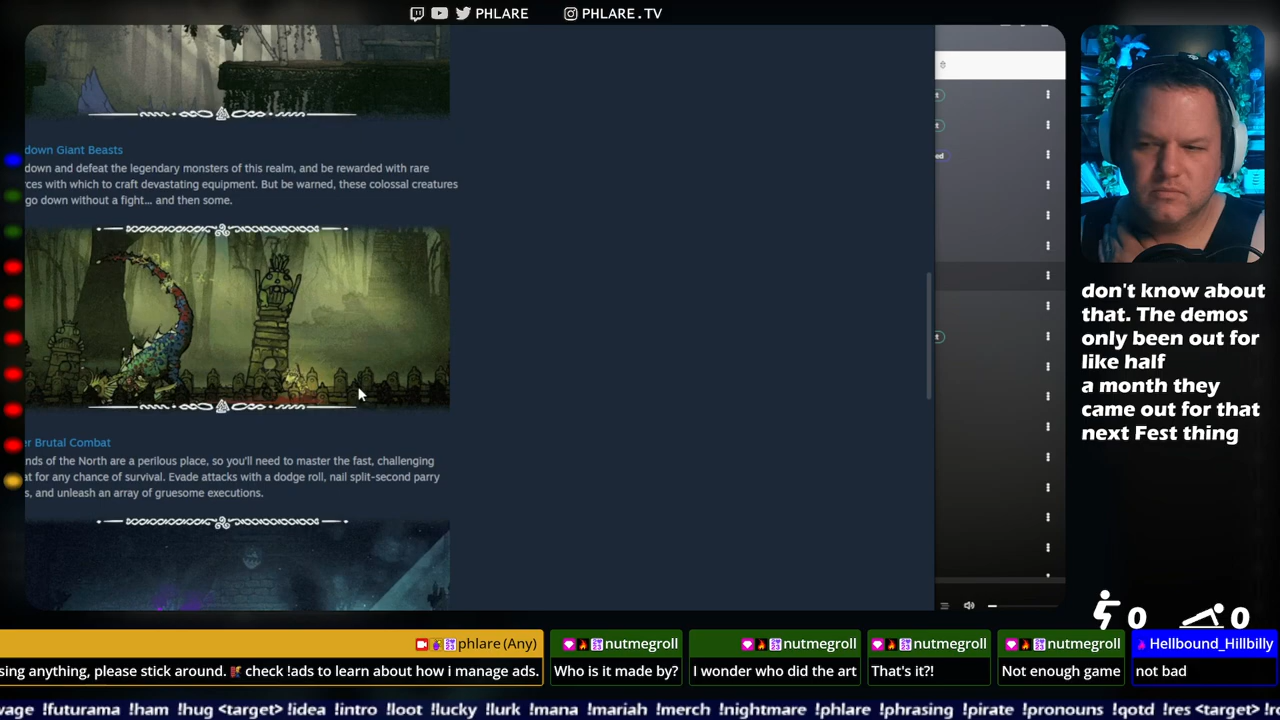 PHLARE PHLARE.TV
down Giant Beasts
down and defeat the legendary monsters of this realm, and be rewarded with rare
rces with which to craft devastating equipment. But be warned, these colossal creatures
go down without a fight... and then some.
er Brutal Combat
nds of the North are a perilous place, so you'll need to master the fast, challenging
at for any chance of survival. Evade attacks with a dodge roll, nail split-second parry
s, and unleash an array of gruesome executions.
ed
don't know about
that. The demos
only been out for
like half
a month they
came out for that
next Fest thing
0 0
phlare (Any) nutmegroll nutmegroll nutmegroll nutmegroll Hellbound_Hillbilly
sing anything, please stick around. check !ads to learn about how i manage ads. Who is it made by? I wonder who did the art That's it?! Not enough game not bad
vage !futurama !ham !hug <target> !idea !intro !loot !lucky !lurk !mana !mariah !merch !nightmare !phlare !phrasing !pirate !pronouns !qotd !res <target> !ro